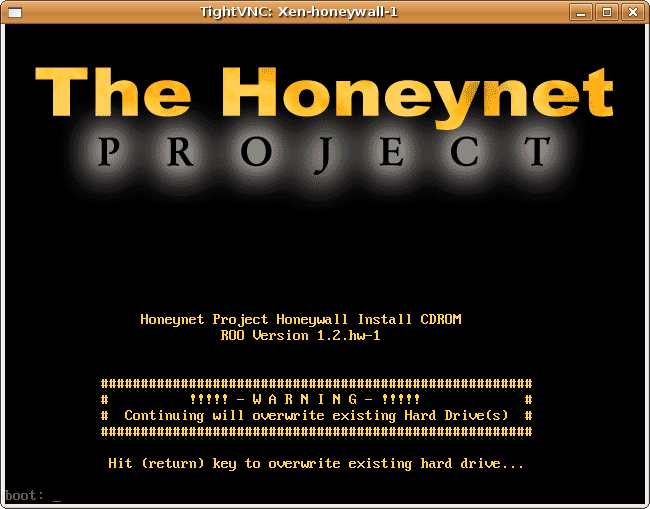 TightVNC: Xen-honeywall-1
The Honeynet
PROJECT
Honeynet Project Honeywall Install CDROM
ROO Version 1.2.hw-1
######################################################
# !!!!! - W A R N I N G - !!!!! #
# Continuing will overwrite existing Hard Drive(s) #
######################################################
Hit (return) key to overwrite existing hard drive...
boot: _